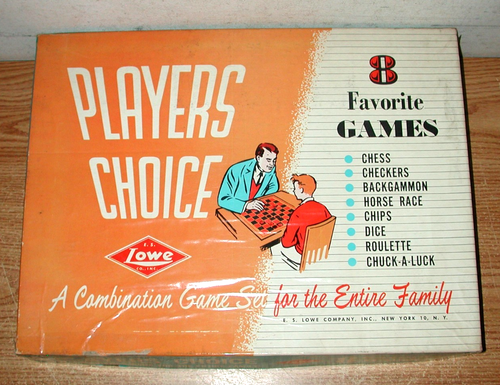 PLAYERS
CHOICE
E. S.
Lowe
CO., INC.
8
Favorite
GAMES
CHESS
CHECKERS
BACKGAMMON
HORSE RACE
CHIPS
DICE
ROULETTE
CHUCK-A-LUCK
A Combination Game Set for the Entire Family
E. S. LOWE COMPANY, INC., NEW YORK 10, N. Y.